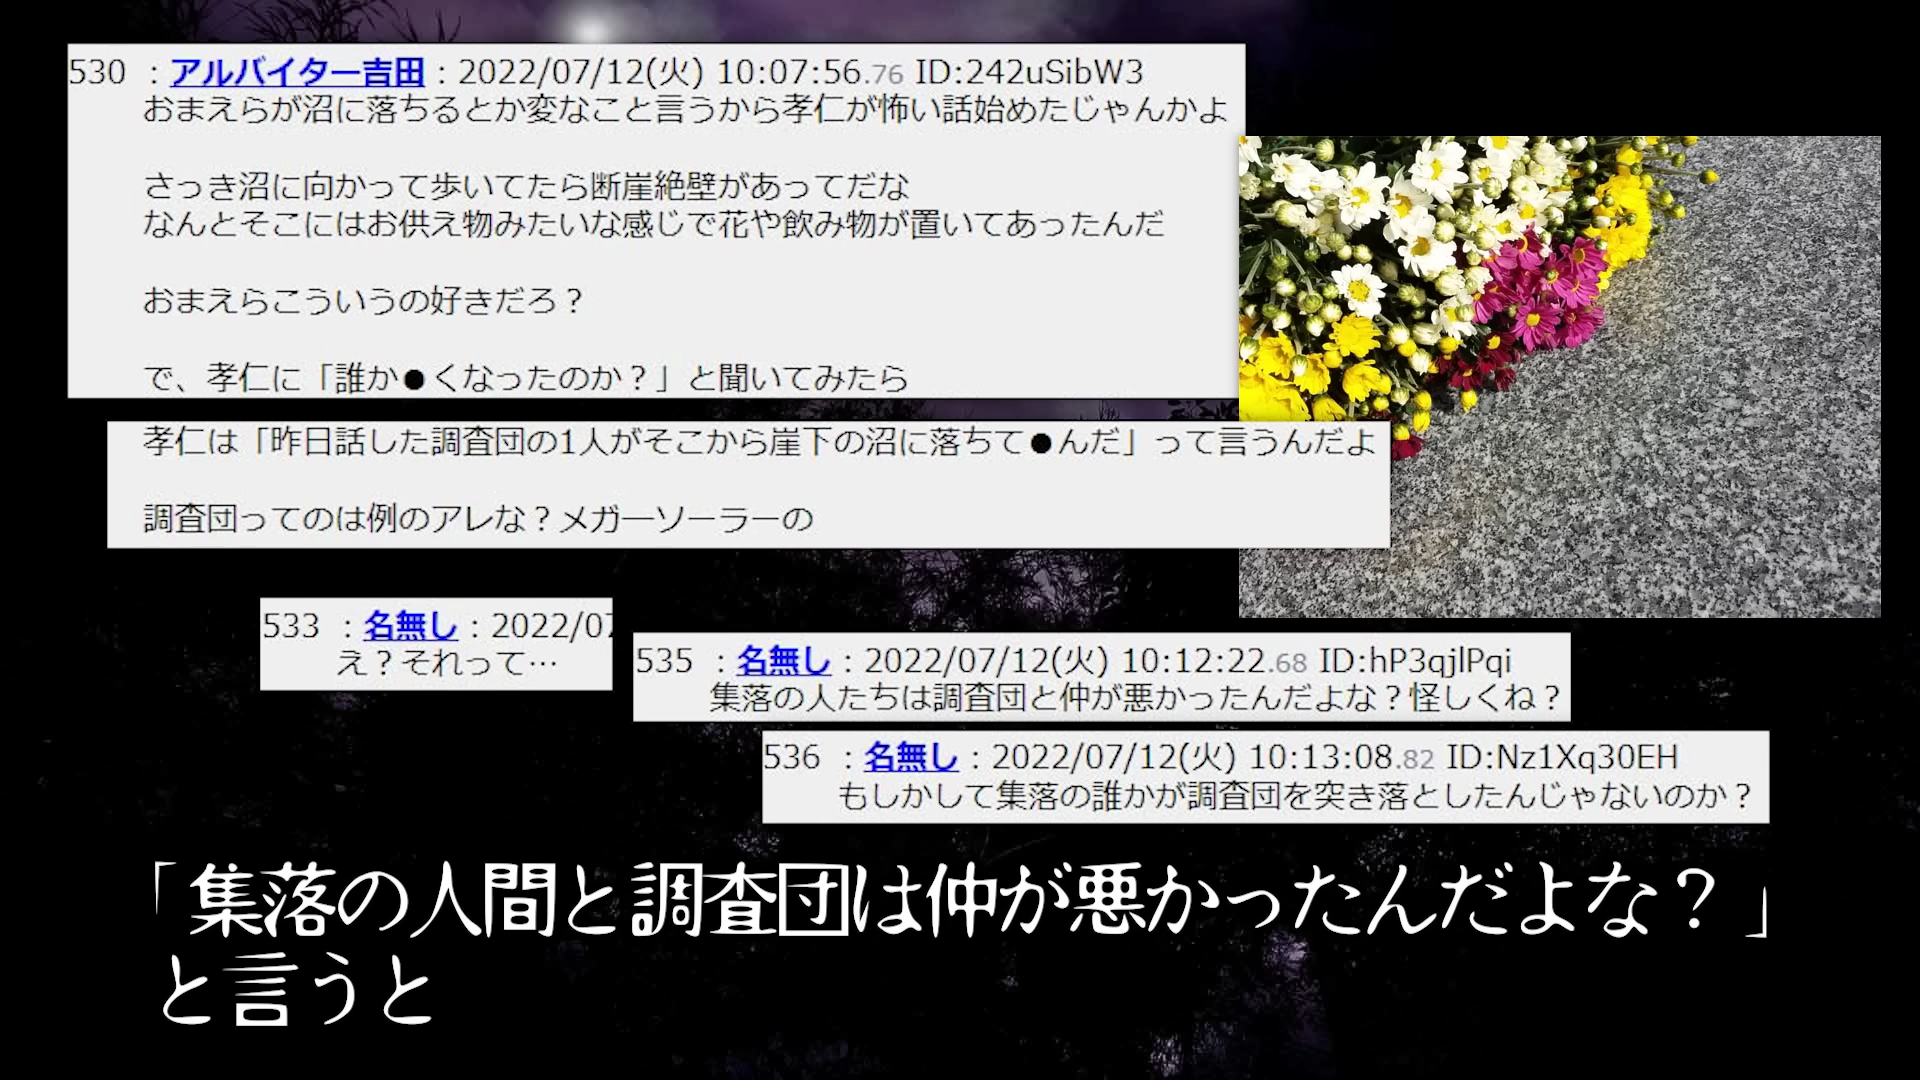 530 ：アルバイター吉田：2022/07/12(火) 10:07:56.76 ID:242uSibW3
おまえらが沼に落ちるとか変なこと言うから孝仁が怖い話始めたじゃんかよ
さっき沼に向かって歩いてたら断崖絶壁があってだな
なんとそこにはお供え物みたいな感じで花や飲み物が置いてあったんだ
おまえらこういうの好きだろ？
で、孝仁に「誰か●くなったのか？」と聞いてみたら
孝仁は「昨日話した調査団の1人がそこから崖下の沼に落ちて●んだ」って言うんだよ
調査団ってのは例のアレな？メガーソーラーの
533 ：名無し：2022/07
え？それって…
535 ：名無し：2022/07/12(火) 10:12:22.68 ID:hP3qjlPqi
集落の人たちは調査団と仲が悪かったんだよな？怪しくね？
536 ：名無し：2022/07/12(火) 10:13:08.82 ID:Nz1Xq30EH
もしかして集落の誰かが調査団を突き落としたんじゃないのか？
「集落の人間と調査団は仲が悪かったんだよな？」
と言うと